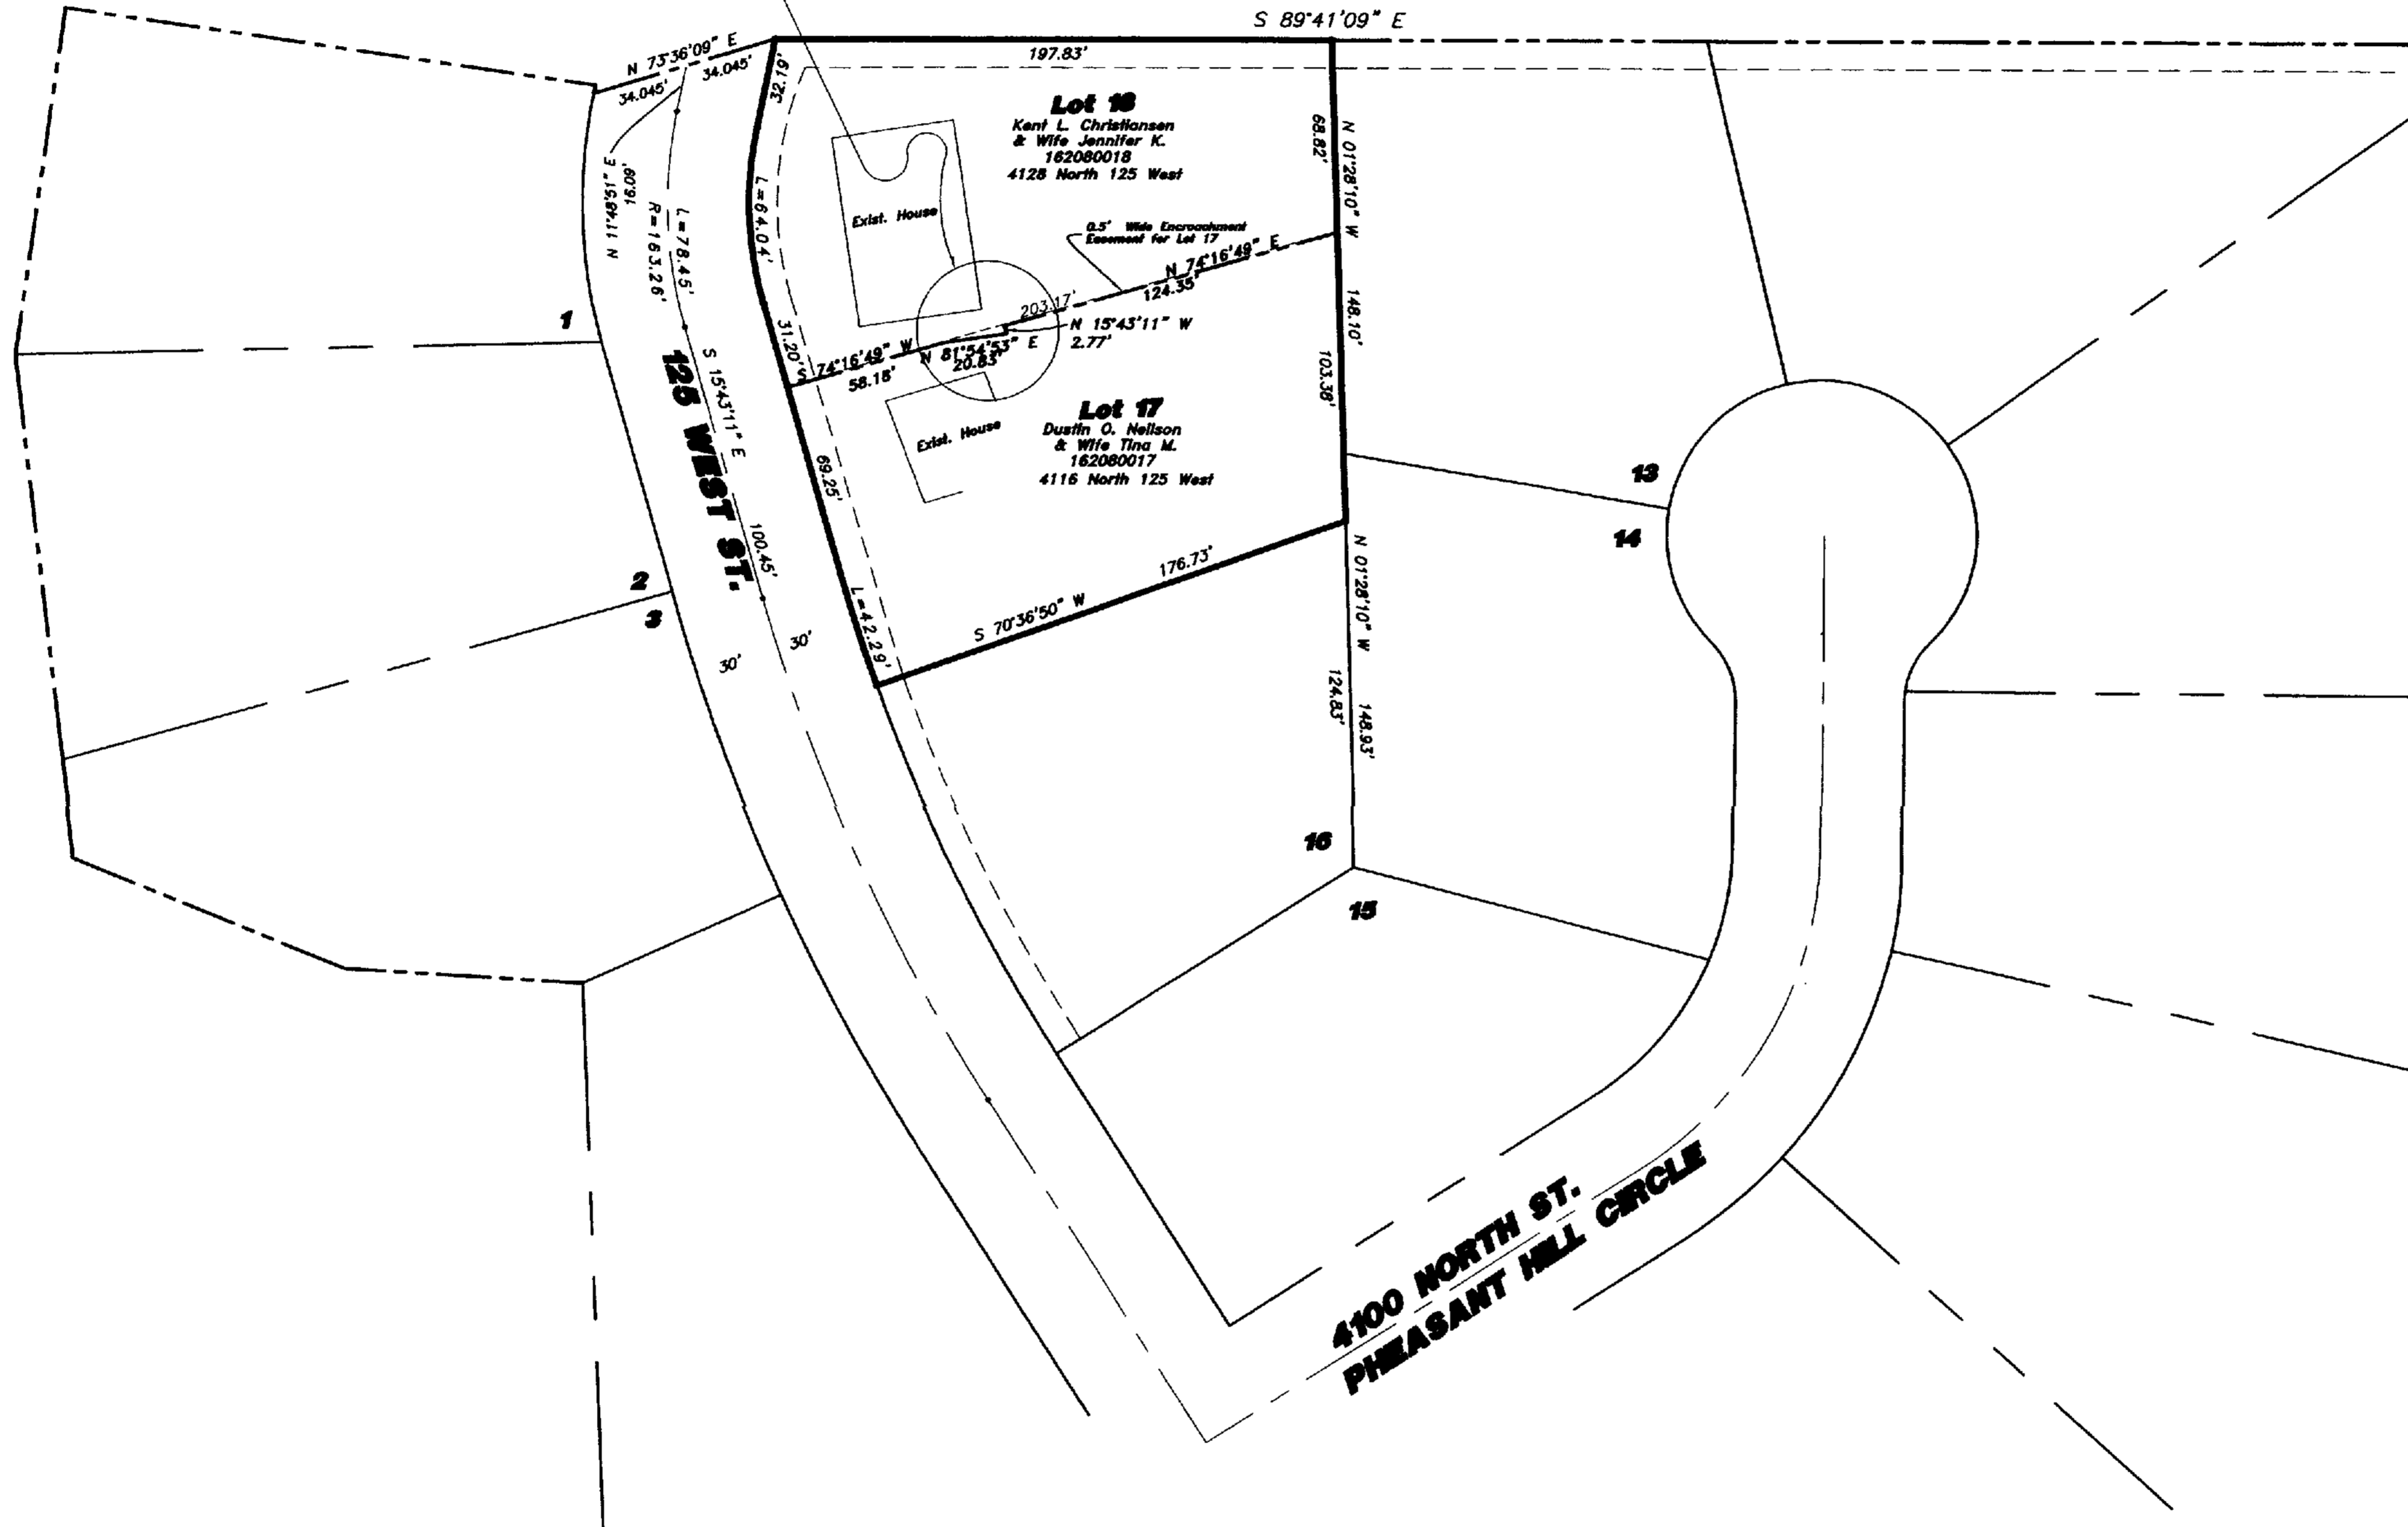 S 89°41'09" E
N 73°36'09" E
34.045'
34.045'
197.83'
32.19'
Lot 18
Kent L. Christiansen
& Wife Jennifer K.
162080018
4128 North 125 West
68.82'
N 01°28'10" W
N 11°48'51" E
16.09'
L=78.45'
R=163.26'
L=64.04'
Exist. House
0.5' Wide Encroachment
Easement for Lot 17
N 74°16'49" E
124.35'
203.17'
N 15°43'11" W
2.77'
148.10'
103.38'
1
31.20'
S 74°16'49" W
58.18'
N 81°54'53" E
20.83'
S 15°43'11" E
125 WEST ST.
100.45'
Lot 17
Dustin O. Neilson
& Wife Tina M.
162080017
4116 North 125 West
Exist. House
69.25'
13
14
2
3
L=42.29'
30'
30'
S 70°36'50" W
176.73'
N 01°28'10" W
124.83'
148.93'
16
15
4100 NORTH ST.
PHEASANT HILL CIRCLE